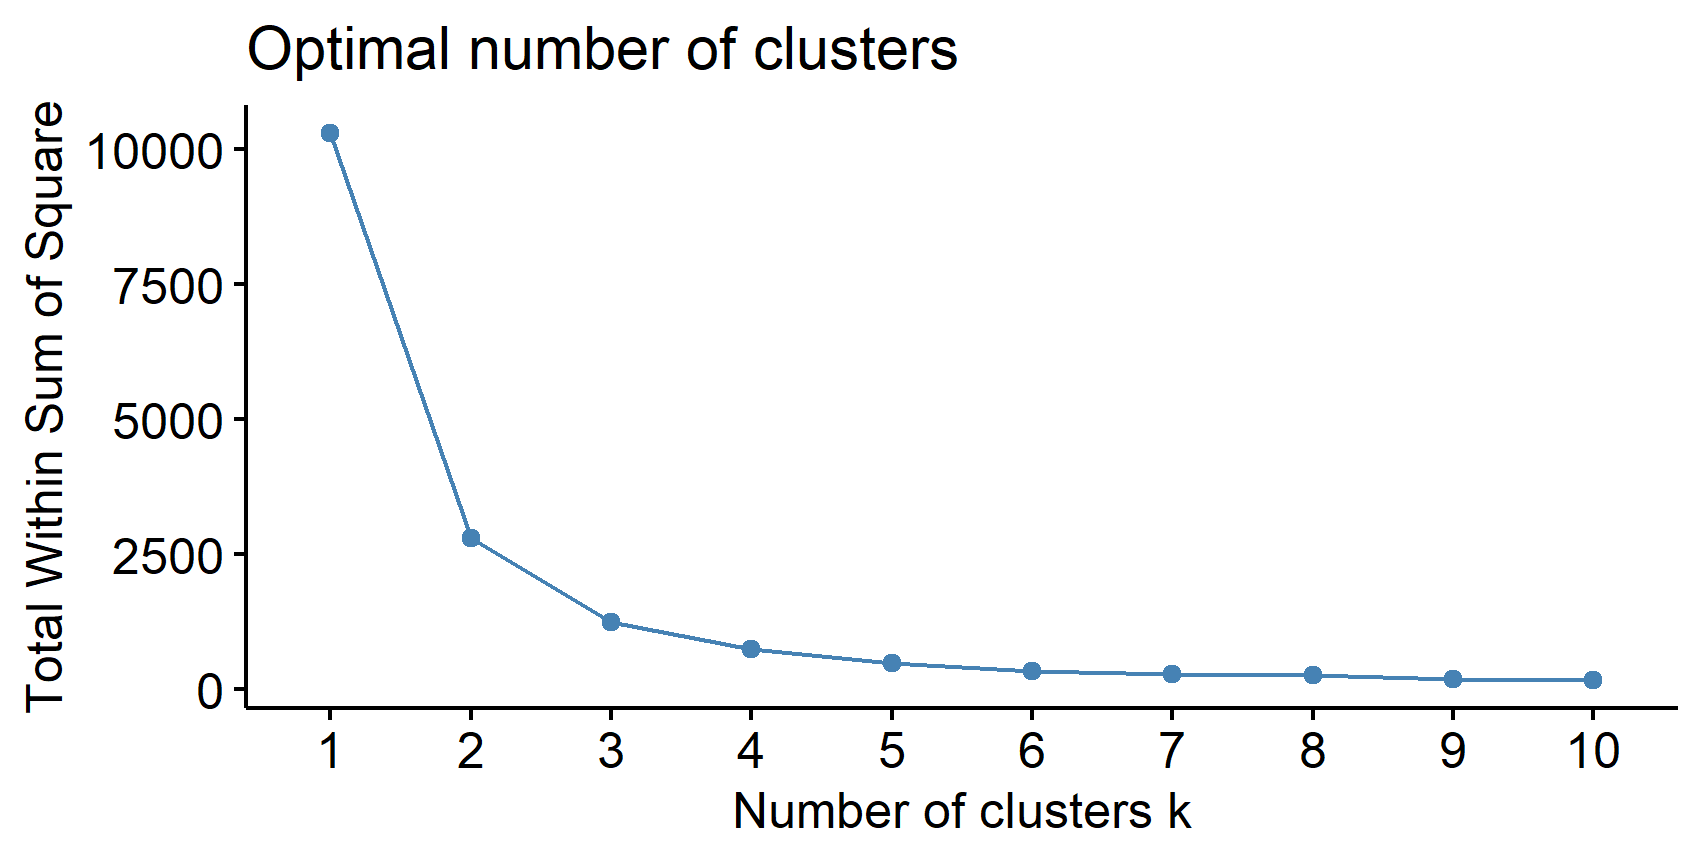 Optimal number of clusters
Total Within Sum of Square
10000
7500
5000
2500
0
1 2 3 4 5 6 7 8 9 10
Number of clusters k